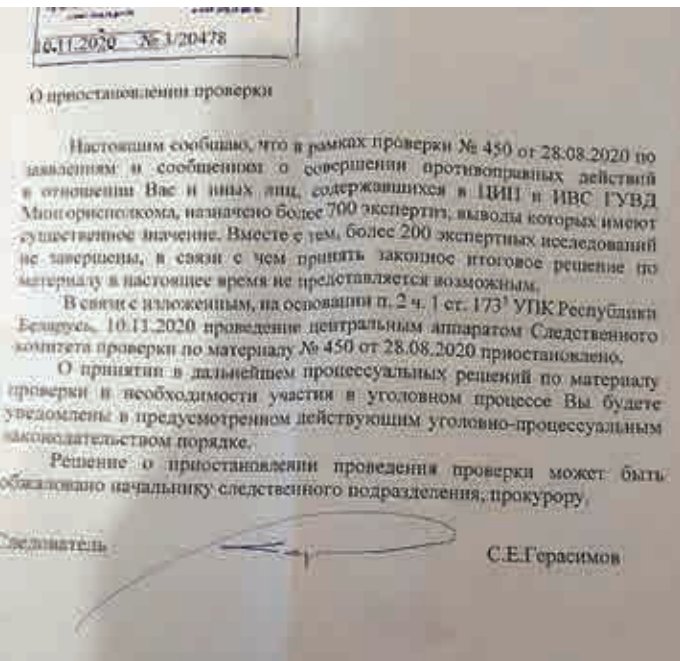 10.11.2020 № 3/20478
О приостановлении проверки
Настоящим сообщаю, что в рамках проверки № 450 от 28.08.2020 по
заявлениям и сообщениям о совершении противоправных действий
в отношении Вас и иных лиц, содержавшихся в ЦИП и ИВС ГУВД
Мингорисполкома, назначено более 700 экспертиз, выводы которых имеют
существенное значение. Вместе с тем, более 200 экспертных исследований
не завершены, в связи с чем принять законное итоговое решение по
материалу в настоящее время не представляется возможным.
В связи с изложенным, на основании п. 2 ч. 1 ст. 173¹ УПК Республики
Беларусь, 10.11.2020 проведение центральным аппаратом Следственного
комитета проверки по материалу № 450 от 28.08.2020 приостановлено.
О принятии в дальнейшем процессуальных решений по материалу
проверки и необходимости участия в уголовном процессе Вы будете
уведомлены в предусмотренном действующим уголовно-процессуальным
законодательством порядке.
Решение о приостановлении проведения проверки может быть
обжаловано начальнику следственного подразделения, прокурору.
Следователь С.Е.Герасимов